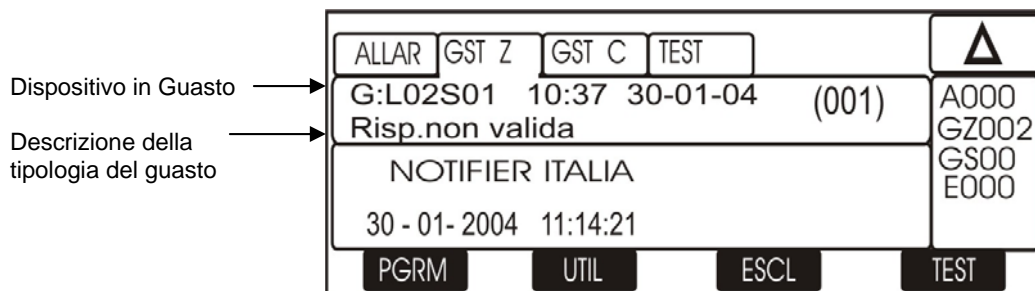 ALLAR GST Z GST C TEST
Dispositivo in Guasto
G:L02S01 10:37 30-01-04 (001)
Descrizione della
tipologia del guasto
Risp.non valida
NOTIFIER ITALIA
30 - 01- 2004 11:14:21
A000
GZ002
GS00
E000
PGRM UTIL ESCL TEST